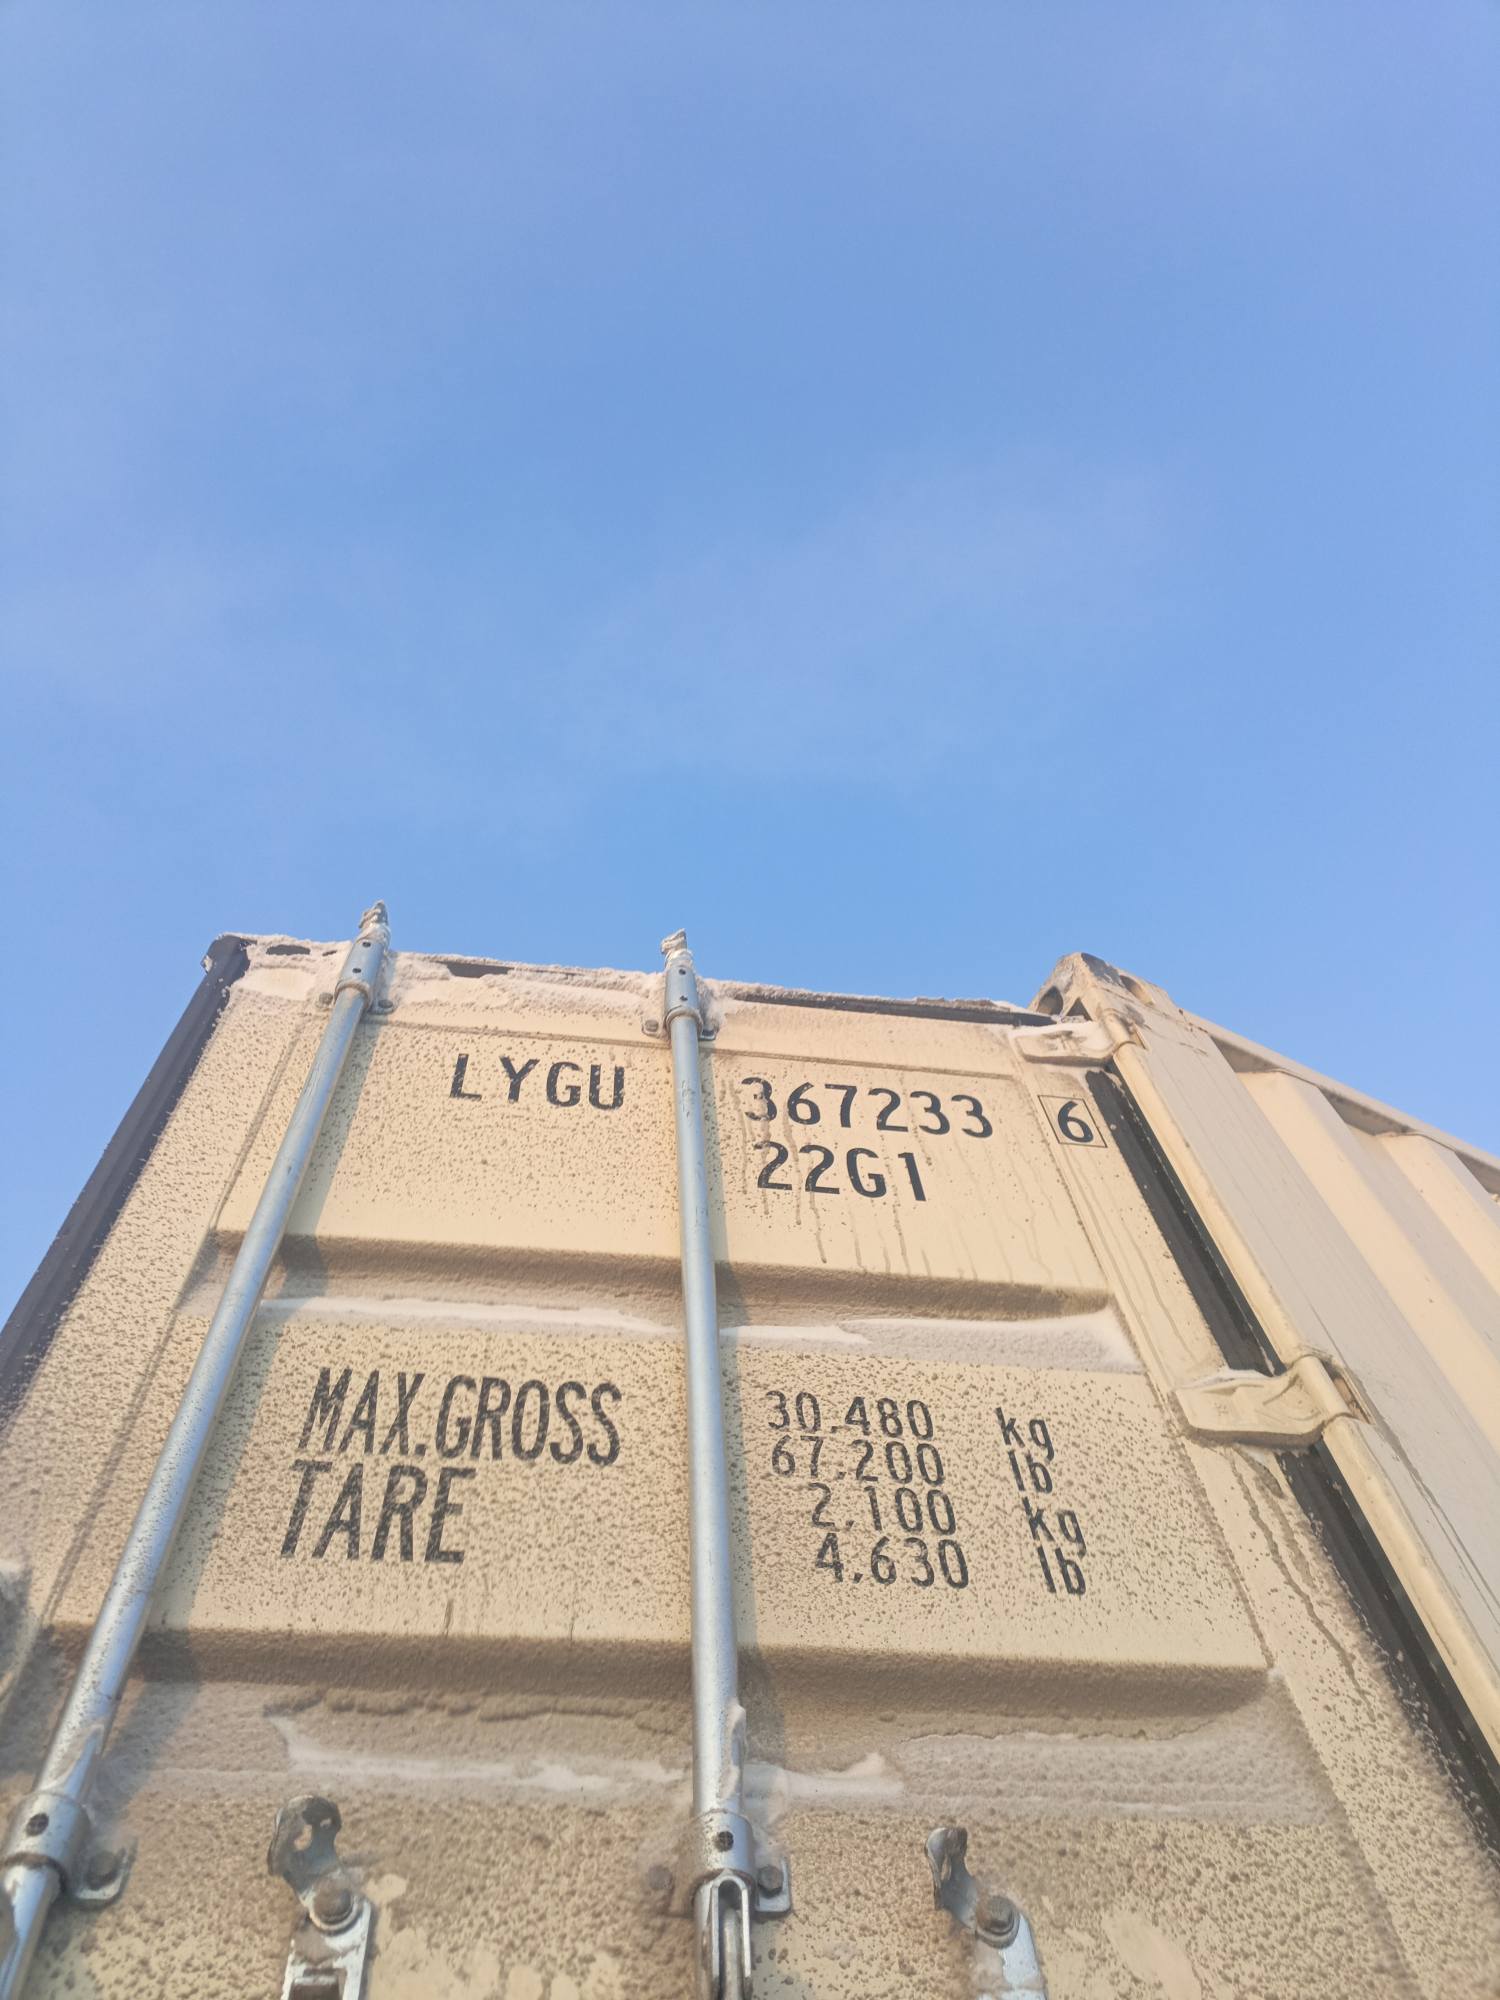 LYGU 367233 6
22G1
MAX.GROSS 30.480 kg
67.200 lb
TARE 2.100 kg
4.630 lb